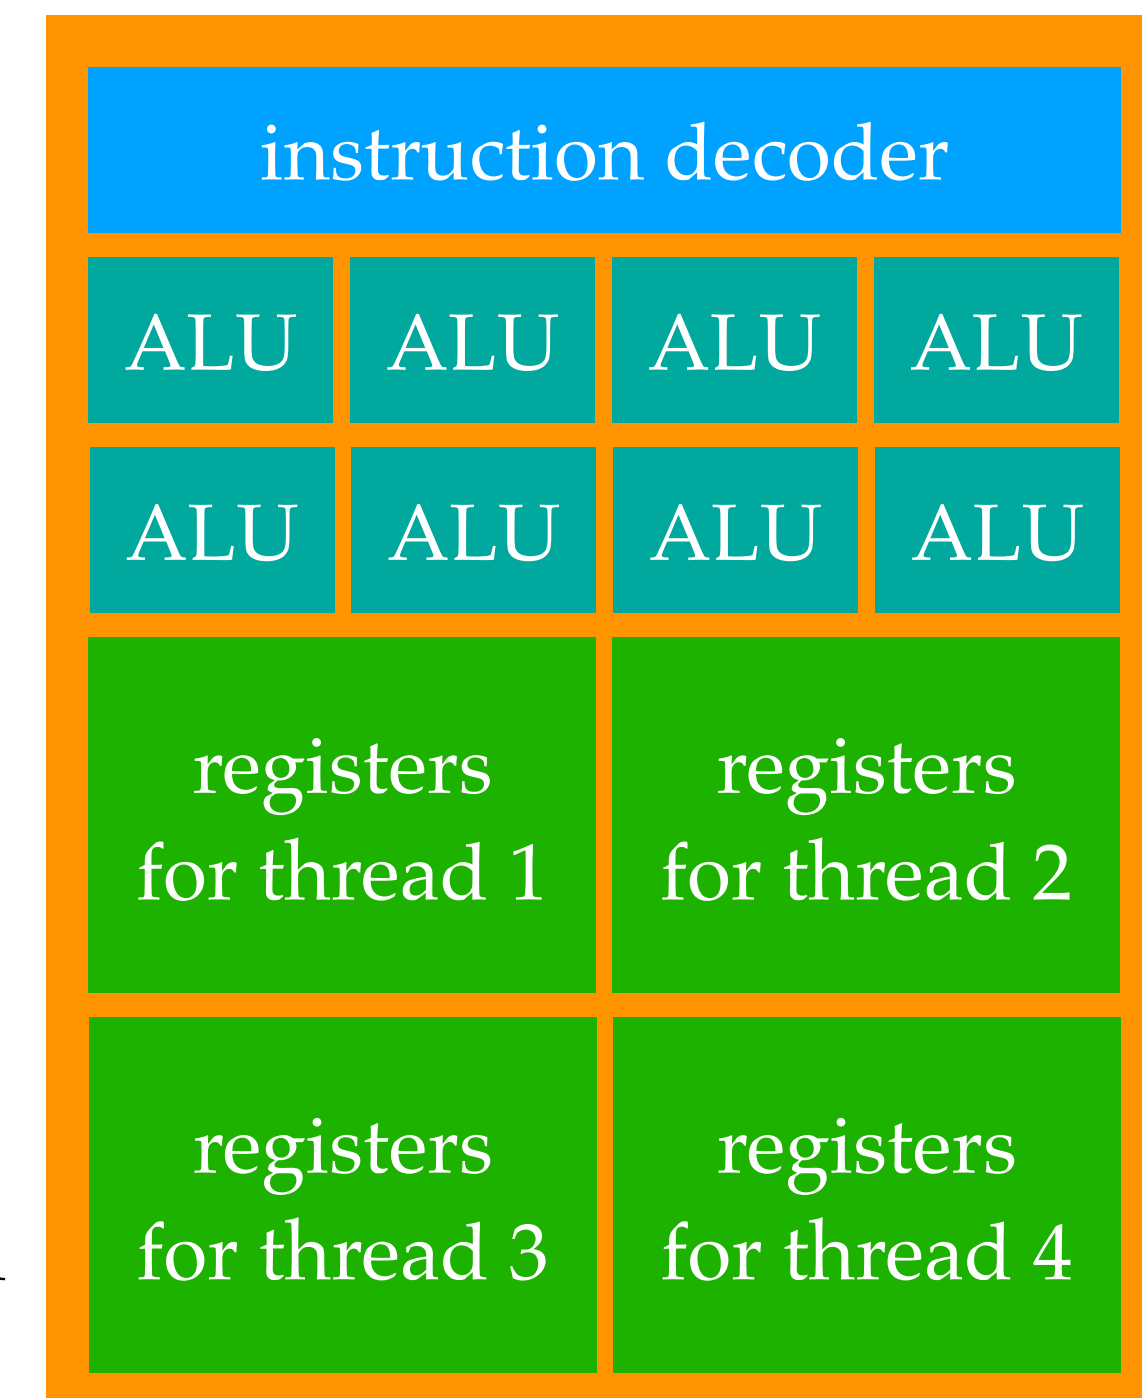 instruction decoder
ALU ALU ALU ALU
ALU ALU ALU ALU
registers
for thread 1
registers
for thread 2
registers
for thread 3
registers
for thread 4